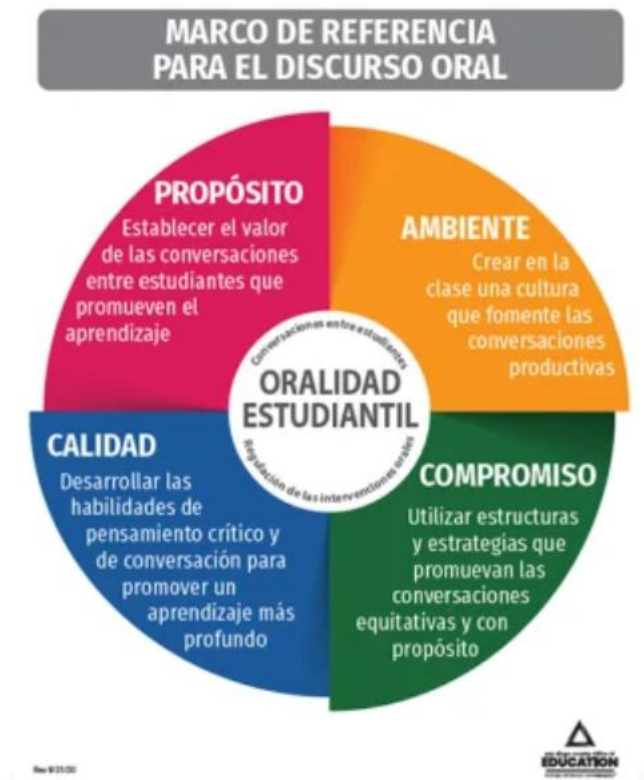 MARCO DE REFERENCIA
PARA EL DISCURSO ORAL
PROPÓSITO
Establecer el valor
de las conversaciones
entre estudiantes que
promueven el
aprendizaje
AMBIENTE
Crear en la
clase una cultura
que fomente las
conversaciones
productivas
Conversaciones entre estudiantes
ORALIDAD
ESTUDIANTIL
Regulación de las intervenciones orales
CALIDAD
Desarrollar las
habilidades de
pensamiento crítico y
de conversación para
promover un
aprendizaje más
profundo
COMPROMISO
Utilizar estructuras
y estrategias que
promuevan las
conversaciones
equitativas y con
propósito
EDUCATION